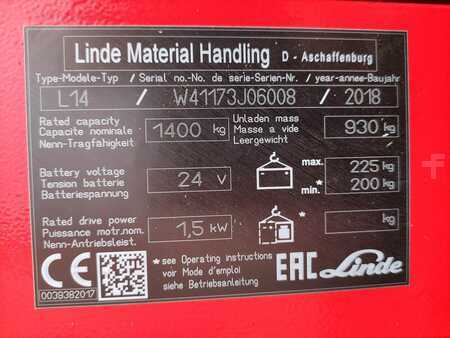 Linde Material Handling D - Aschaffenburg
Type-Modele-Typ / Serial no.-No. de serie-Serien-Nr. / year-annee-Baujahr
L14 / W41173J06008 / 2018
Rated capacity
Capacite nominale
Nenn-Tragfähigkeit
1400 kg
Unladen mass
Masse a vide
Leergewicht
930 kg
Battery voltage
Tension batterie
Batteriespannung
24 V
max. 225 kg
min.* 200 kg
Rated drive power
Puissance motr.nom.
Nenn-Antriebsleist.
1,5 kW
* kg
*see Operating instructions
voir Mode d'emploi
siehe Betriebsanleitung
CE
0039382017
EAC
Linde